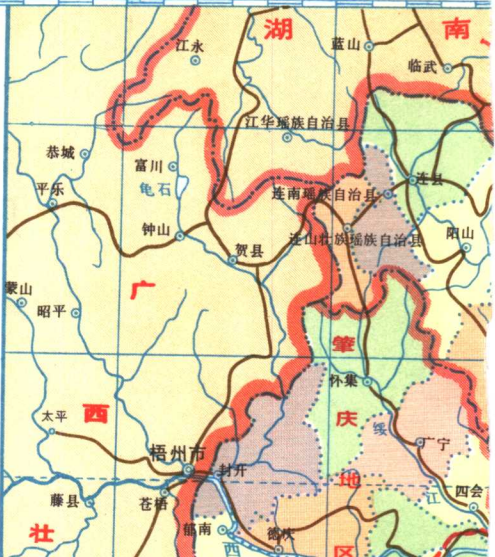 湖
南
江永
蓝山
临武
江华瑶族自治县
恭城
富川
龟石
平乐
连南瑶族自治县
连县
钟山
贺县
连山壮族瑶族自治县
阳山
蒙山
广
昭平
肇
怀集
西
庆
太平
绥
广宁
梧州市
封开
地
江
四会
藤县
苍梧
壮
郁南
西
德庆
区